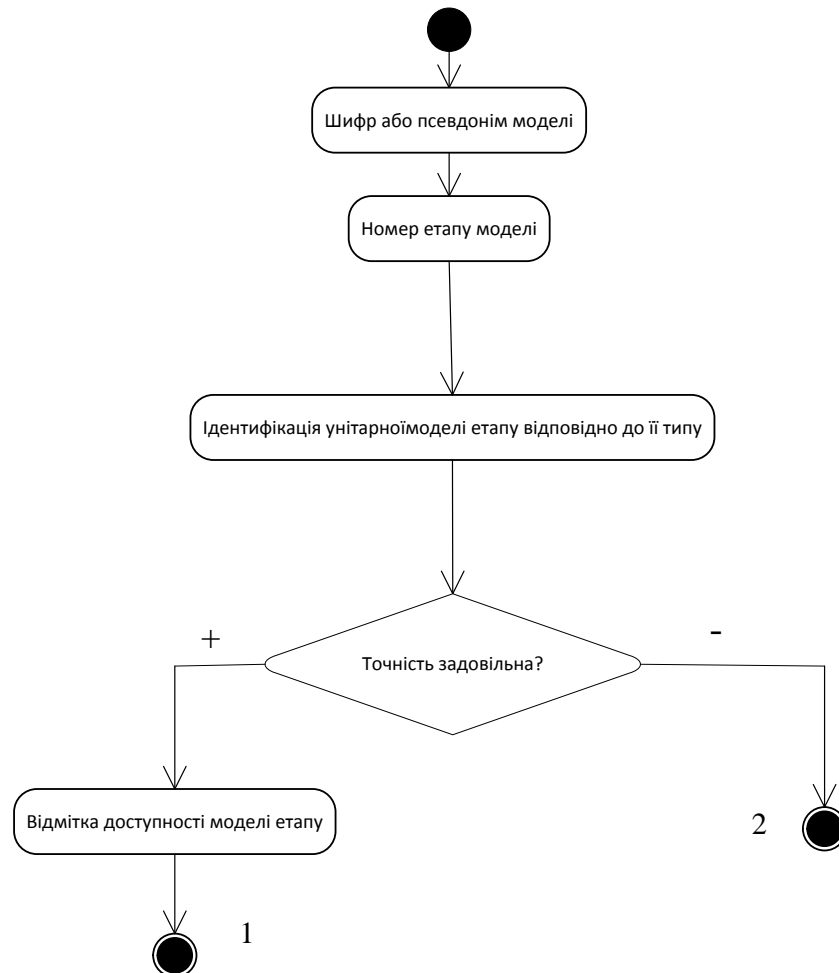 Шифр або псевдонім моделі
Номер етапу моделі
Ідентифікація унітарноїмоделі етапу відповідно до її типу
+
-
Точність задовільна?
Відмітка доступності моделі етапу
2
1